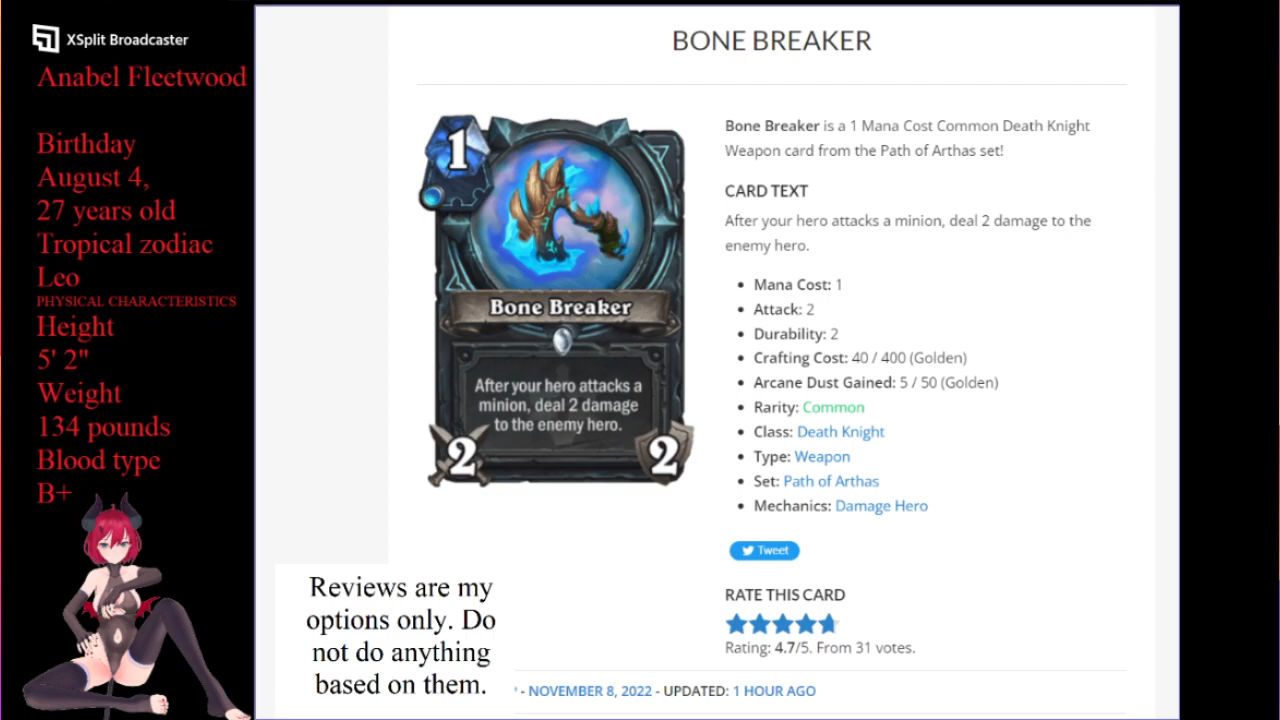 XSplit Broadcaster
Anabel Fleetwood
Birthday
August 4,
27 years old
Tropical zodiac
Leo
PHYSICAL CHARACTERISTICS
Height
5' 2"
Weight
134 pounds
Blood type
B+
BONE BREAKER
1
Bone Breaker
After your hero attacks a
minion, deal 2 damage
to the enemy hero.
2
2
Bone Breaker is a 1 Mana Cost Common Death Knight
Weapon card from the Path of Arthas set!
CARD TEXT
After your hero attacks a minion, deal 2 damage to the
enemy hero.
• Mana Cost: 1
• Attack: 2
• Durability: 2
• Crafting Cost: 40 / 400 (Golden)
• Arcane Dust Gained: 5 / 50 (Golden)
• Rarity: Common
• Class: Death Knight
• Type: Weapon
• Set: Path of Arthas
• Mechanics: Damage Hero
Tweet
RATE THIS CARD
Rating: 4.7/5. From 31 votes.
Reviews are my
options only. Do
not do anything
based on them.
- NOVEMBER 8, 2022 - UPDATED: 1 HOUR AGO